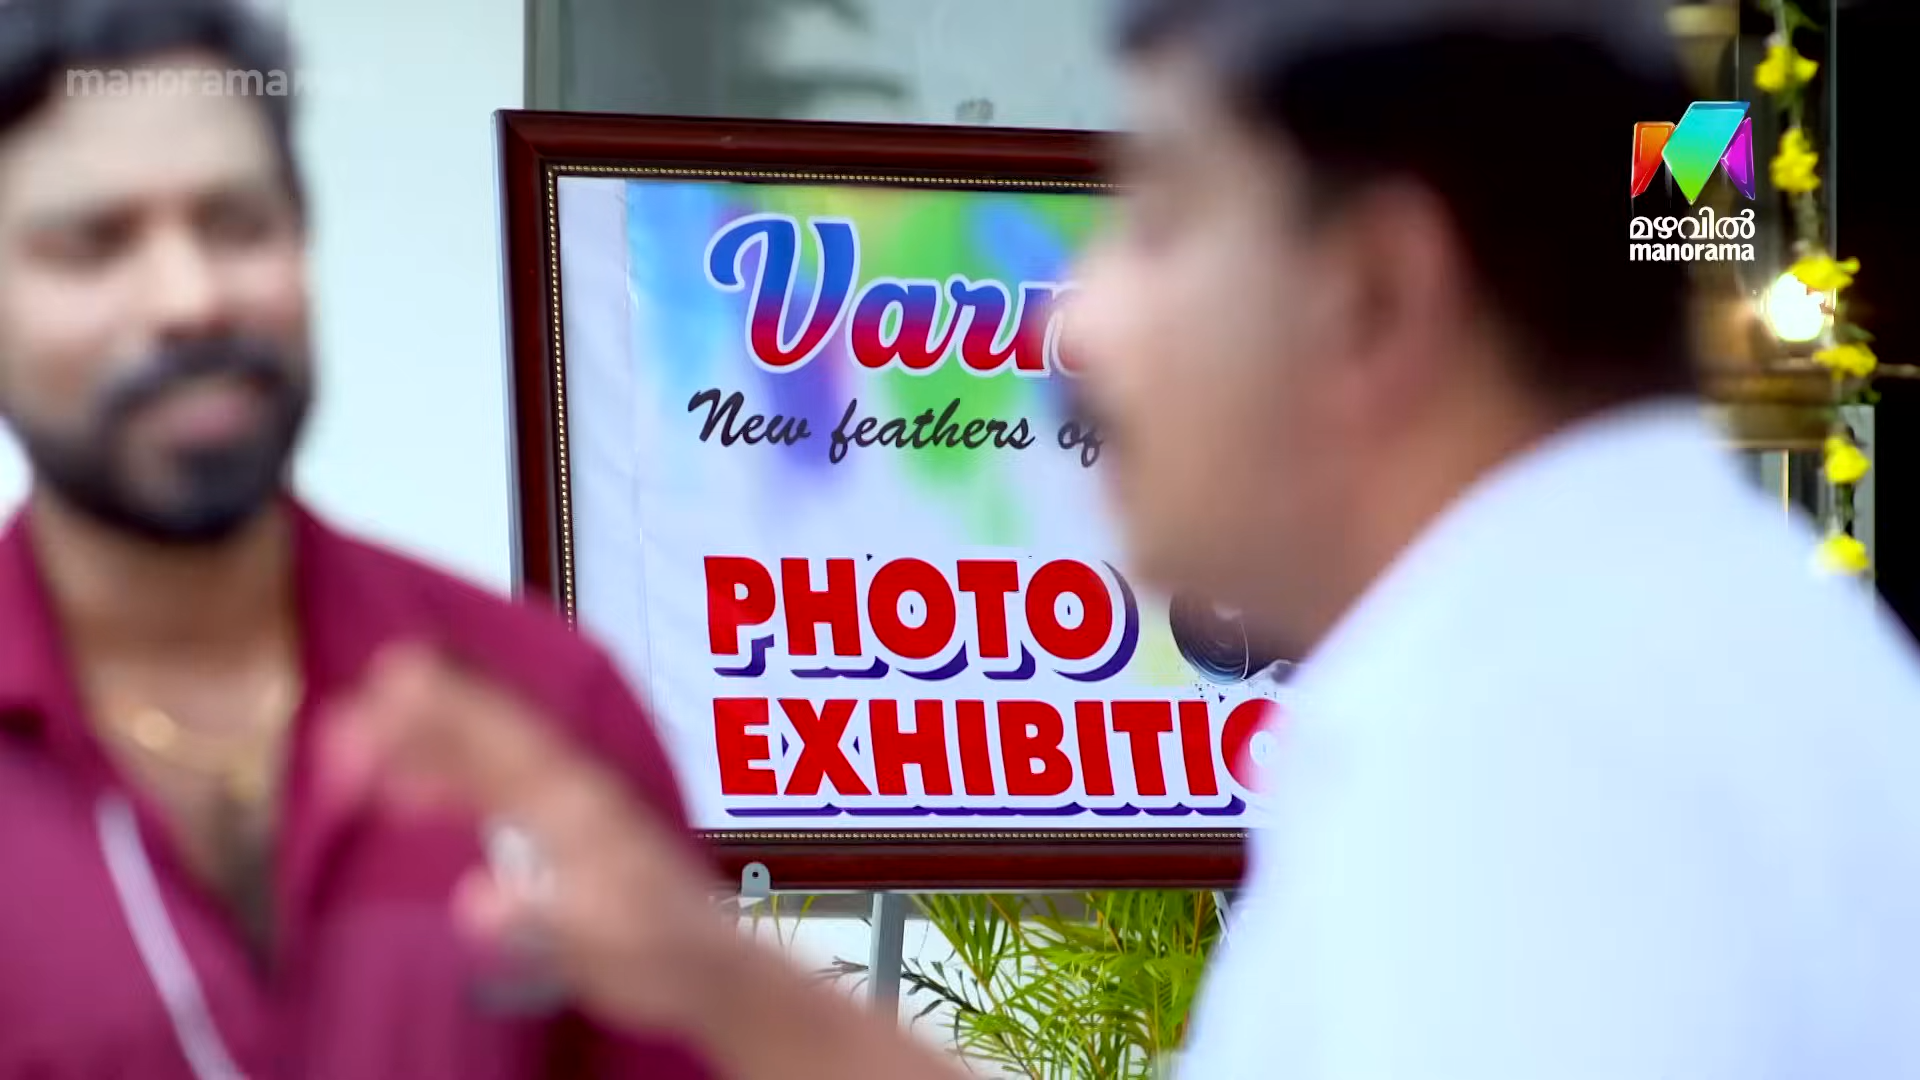 manorama
മഴവിൽ
manorama
Varn
New feathers of
PHOTO
EXHIBITIO